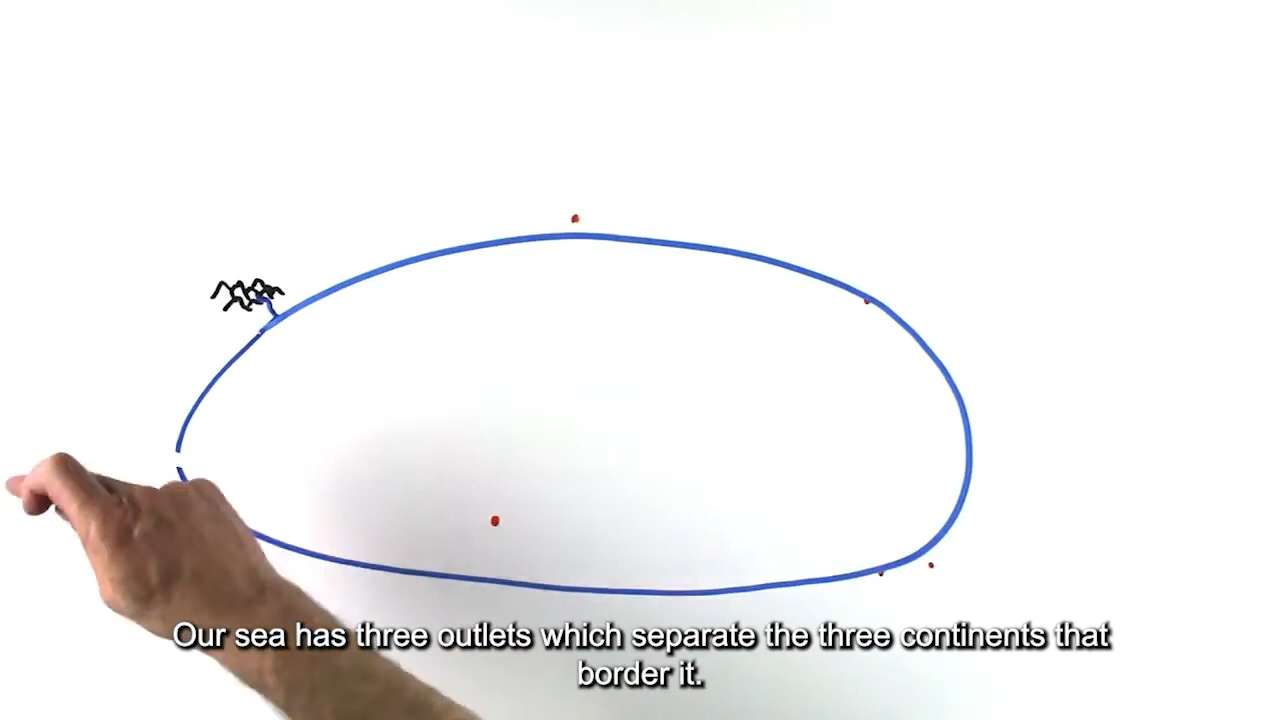 Our sea has three outlets which separate the three continents that
border it.